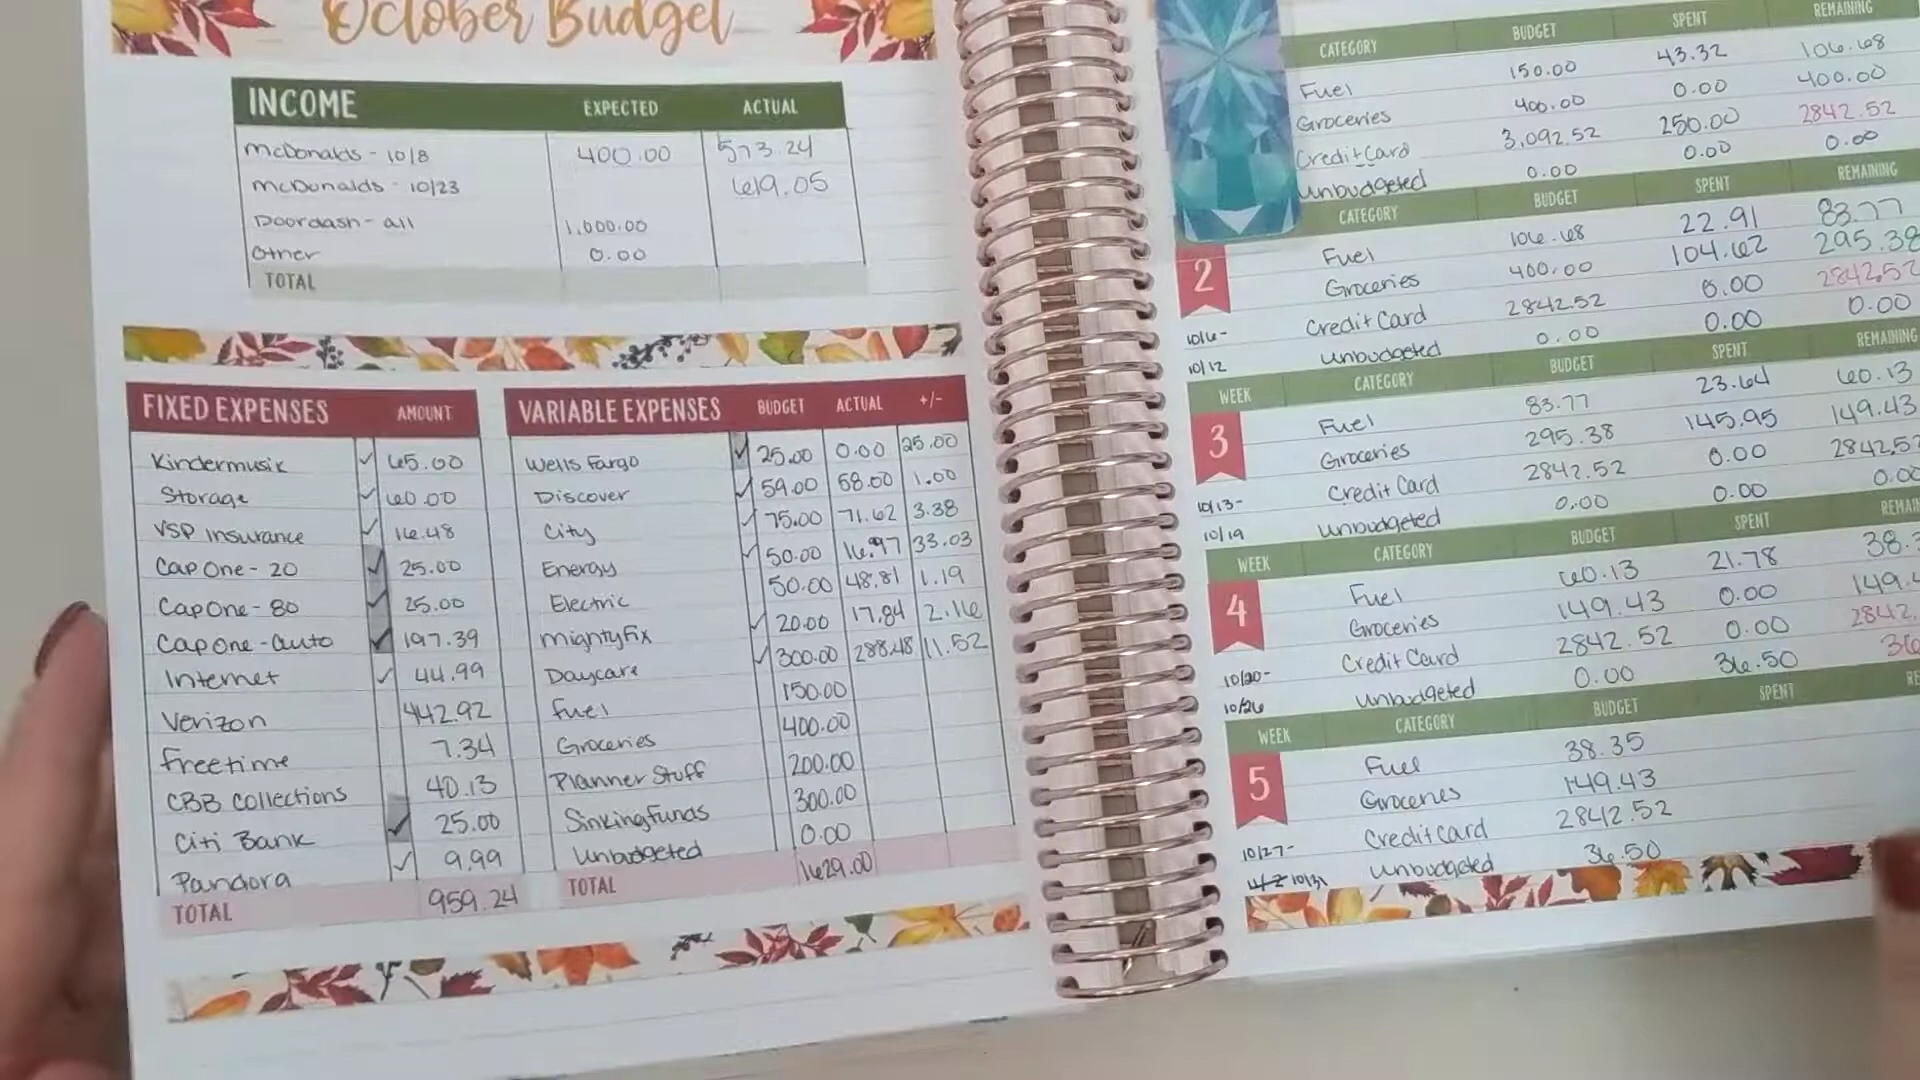 October Budget
INCOME EXPECTED ACTUAL
McDonalds - 10/8 400.00 573.24
McDonalds - 10/23 619.05
Doordash - all 1,000.00
Other 0.00
TOTAL
FIXED EXPENSES AMOUNT
Kindermusik ✓ 65.00
Storage ✓ 60.00
VSP Insurance ✓ 16.48
Cap One - 20 ✓ 25.00
Cap One - 80 ✓ 25.00
Cap One - auto ✓ 197.39
Internet ✓ 44.99
Verizon 442.92
Freetime 7.34
CBB Collections 40.13
Citi Bank ✓ 25.00
Pandora ✓ 9.99
TOTAL 959.24
VARIABLE EXPENSES BUDGET ACTUAL +/-
Wells Fargo ✓ 25.00 0.00 25.00
Discover ✓ 59.00 58.00 1.00
City ✓ 75.00 71.62 3.38
Energy ✓ 50.00 16.97 33.03
Electric 50.00 48.81 1.19
Mightyfix ✓ 20.00 17.84 2.16
Daycare ✓ 300.00 288.48 11.52
Fuel 150.00
Groceries 400.00
Planner Stuff 200.00
Sinking Funds 300.00
Unbudgeted 0.00
TOTAL 1629.00
CATEGORY BUDGET SPENT REMAINING
Fuel 150.00 43.32 106.68
Groceries 400.00 0.00 400.00
Credit Card 3,092.52 250.00 2842.52
Unbudgeted 0.00 0.00 0.00
CATEGORY BUDGET SPENT REMAINING
2
10/6-
10/12
Fuel 106.68 22.91 83.77
Groceries 400.00 104.62 295.38
Credit Card 2842.52 0.00 2842.52
Unbudgeted 0.00 0.00 0.00
WEEK CATEGORY BUDGET SPENT REMAINING
3
10/13-
10/19
Fuel 83.77 23.64 60.13
Groceries 295.38 145.95 149.43
Credit Card 2842.52 0.00 2842.52
Unbudgeted 0.00 0.00 0.00
WEEK CATEGORY BUDGET SPENT REMAIN
4
10/20-
10/26
Fuel 60.13 21.78 38.
Groceries 149.43 0.00 149.
Credit Card 2842.52 0.00 2842.
Unbudgeted 0.00 36.50 36
WEEK CATEGORY BUDGET SPENT RE
5
10/27-
10/31
Fuel 38.35
Groceries 149.43
Credit Card 2842.52
Unbudgeted 36.50